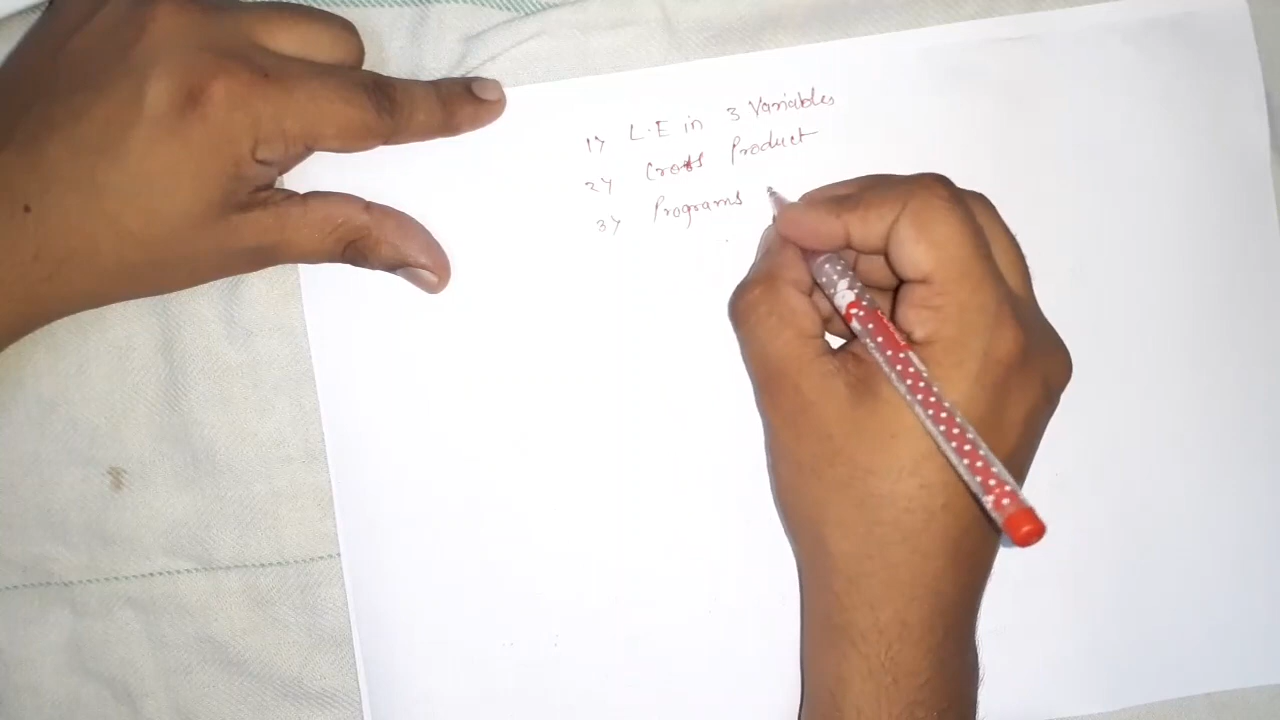 1) L.E in 3 Variables
2) Cross Product
3) Programs